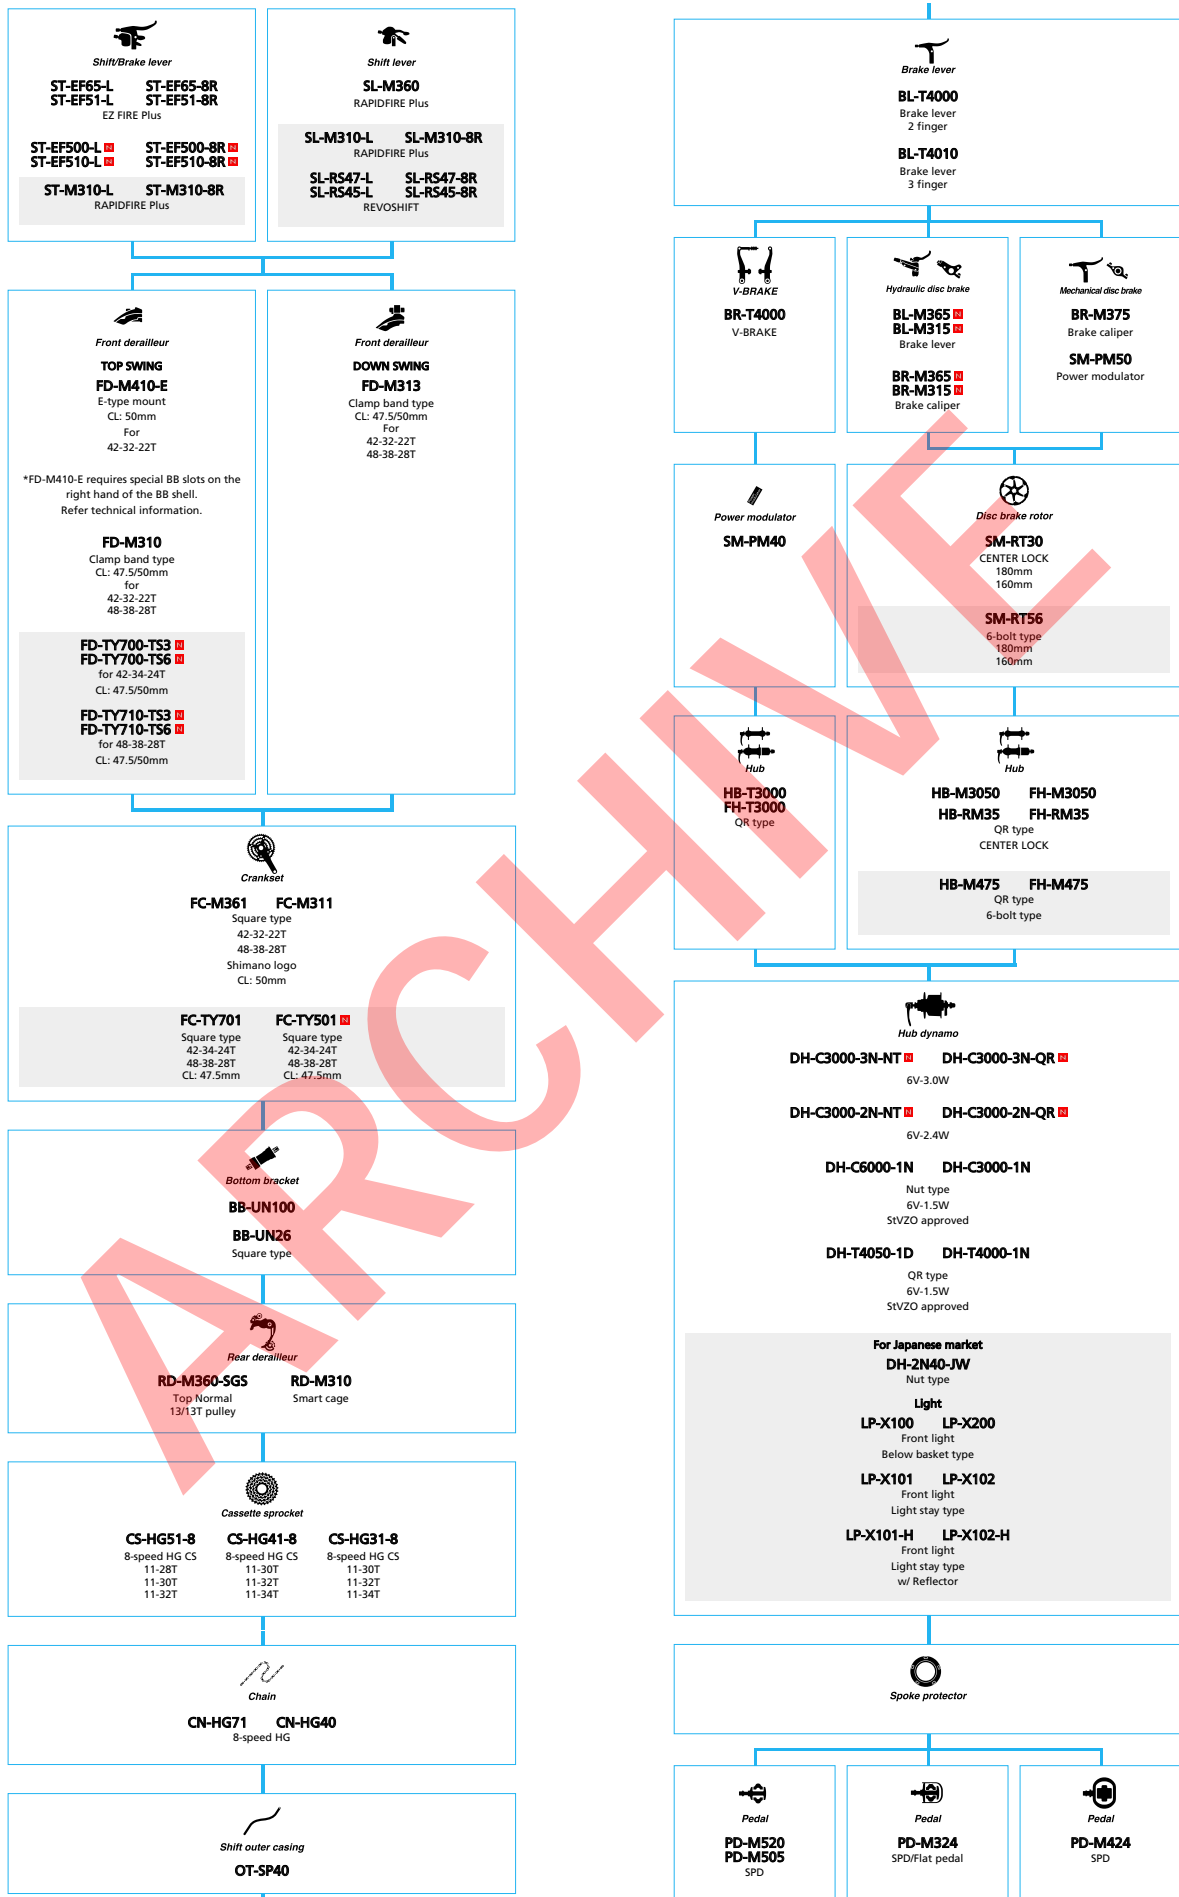 Shift/Brake lever
ST-EF65-L ST-EF65-8R
ST-EF51-L ST-EF51-8R
EZ FIRE Plus
ST-EF500-L N ST-EF500-8R N
ST-EF510-L N ST-EF510-8R N
ST-M310-L ST-M310-8R
RAPIDFIRE Plus
Shift lever
SL-M360
RAPIDFIRE Plus
SL-M310-L SL-M310-8R
RAPIDFIRE Plus
SL-RS47-L SL-RS47-8R
SL-RS45-L SL-RS45-8R
REVOSHIFT
Front derailleur
TOP SWING
FD-M410-E
E-type mount
CL: 50mm
For
42-32-22T
*FD-M410-E requires special BB slots on the
right hand of the BB shell.
Refer technical information.
FD-M310
Clamp band type
CL: 47.5/50mm
for
42-32-22T
48-38-28T
FD-TY700-TS3 N
FD-TY700-TS6 N
for 42-34-24T
CL: 47.5/50mm
FD-TY710-TS3 N
FD-TY710-TS6 N
for 48-38-28T
CL: 47.5/50mm
Front derailleur
DOWN SWING
FD-M313
Clamp band type
CL: 47.5/50mm
For
42-32-22T
48-38-28T
Crankset
FC-M361 FC-M311
Square type
42-32-22T
48-38-28T
Shimano logo
CL: 50mm
FC-TY701 FC-TY501 N
Square type Square type
42-34-24T 42-34-24T
48-38-28T 48-38-28T
CL: 47.5mm CL: 47.5mm
Bottom bracket
BB-UN100
BB-UN26
Square type
Rear derailleur
RD-M360-SGS RD-M310
Top Normal Smart cage
13/13T pulley
Cassette sprocket
CS-HG51-8 CS-HG41-8 CS-HG31-8
8-speed HG CS 8-speed HG CS 8-speed HG CS
11-28T 11-30T 11-30T
11-30T 11-32T 11-32T
11-32T 11-34T 11-34T
Chain
CN-HG71 CN-HG40
8-speed HG
Shift outer casing
OT-SP40
Brake lever
BL-T4000
Brake lever
2 finger
BL-T4010
Brake lever
3 finger
V-BRAKE
BR-T4000
V-BRAKE
Hydraulic disc brake
BL-M365 N
BL-M315 N
Brake lever
BR-M365 N
BR-M315 N
Brake caliper
Mechanical disc brake
BR-M375
Brake caliper
SM-PM50
Power modulator
Power modulator
SM-PM40
Disc brake rotor
SM-RT30
CENTER LOCK
180mm
160mm
SM-RT56
6-bolt type
180mm
160mm
Hub
HB-T3000
FH-T3000
QR type
Hub
HB-M3050 FH-M3050
HB-RM35 FH-RM35
QR type
CENTER LOCK
HB-M475 FH-M475
QR type
6-bolt type
Hub dynamo
DH-C3000-3N-NT N DH-C3000-3N-QR N
6V-3.0W
DH-C3000-2N-NT N DH-C3000-2N-QR N
6V-2.4W
DH-C6000-1N DH-C3000-1N
Nut type
6V-1.5W
StVZO approved
DH-T4050-1D DH-T4000-1N
QR type
6V-1.5W
StVZO approved
For Japanese market
DH-2N40-JW
Nut type
Light
LP-X100 LP-X200
Front light
Below basket type
LP-X101 LP-X102
Front light
Light stay type
LP-X101-H LP-X102-H
Front light
Light stay type
w/ Reflector
Spoke protector
Pedal
PD-M520
PD-M505
SPD
Pedal
PD-M324
SPD/Flat pedal
Pedal
PD-M424
SPD
ARCHIVE